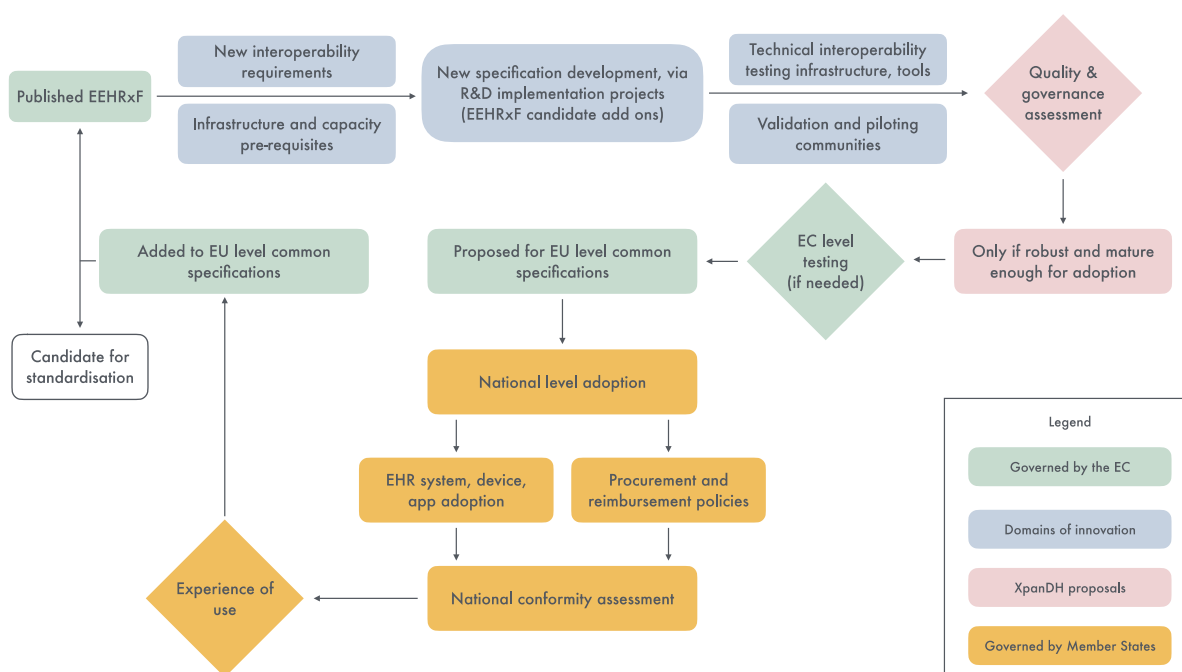 Published EEHRxF
New interoperability
requirements
Infrastructure and capacity
pre-requisites
New specification development, via
R&D implementation projects
(EEHRxF candidate add ons)
Technical interoperability
testing infrastructure, tools
Validation and piloting
communities
Quality &
governance
assessment
Added to EU level common
specifications
Proposed for EU level common
specifications
EC level
testing
(if needed)
Only if robust and mature
enough for adoption
Candidate for
standardisation
National level adoption
EHR system, device,
app adoption
Procurement and
reimbursement policies
Experience of
use
National conformity assessment
Legend
Governed by the EC
Domains of innovation
XpanDH proposals
Governed by Member States